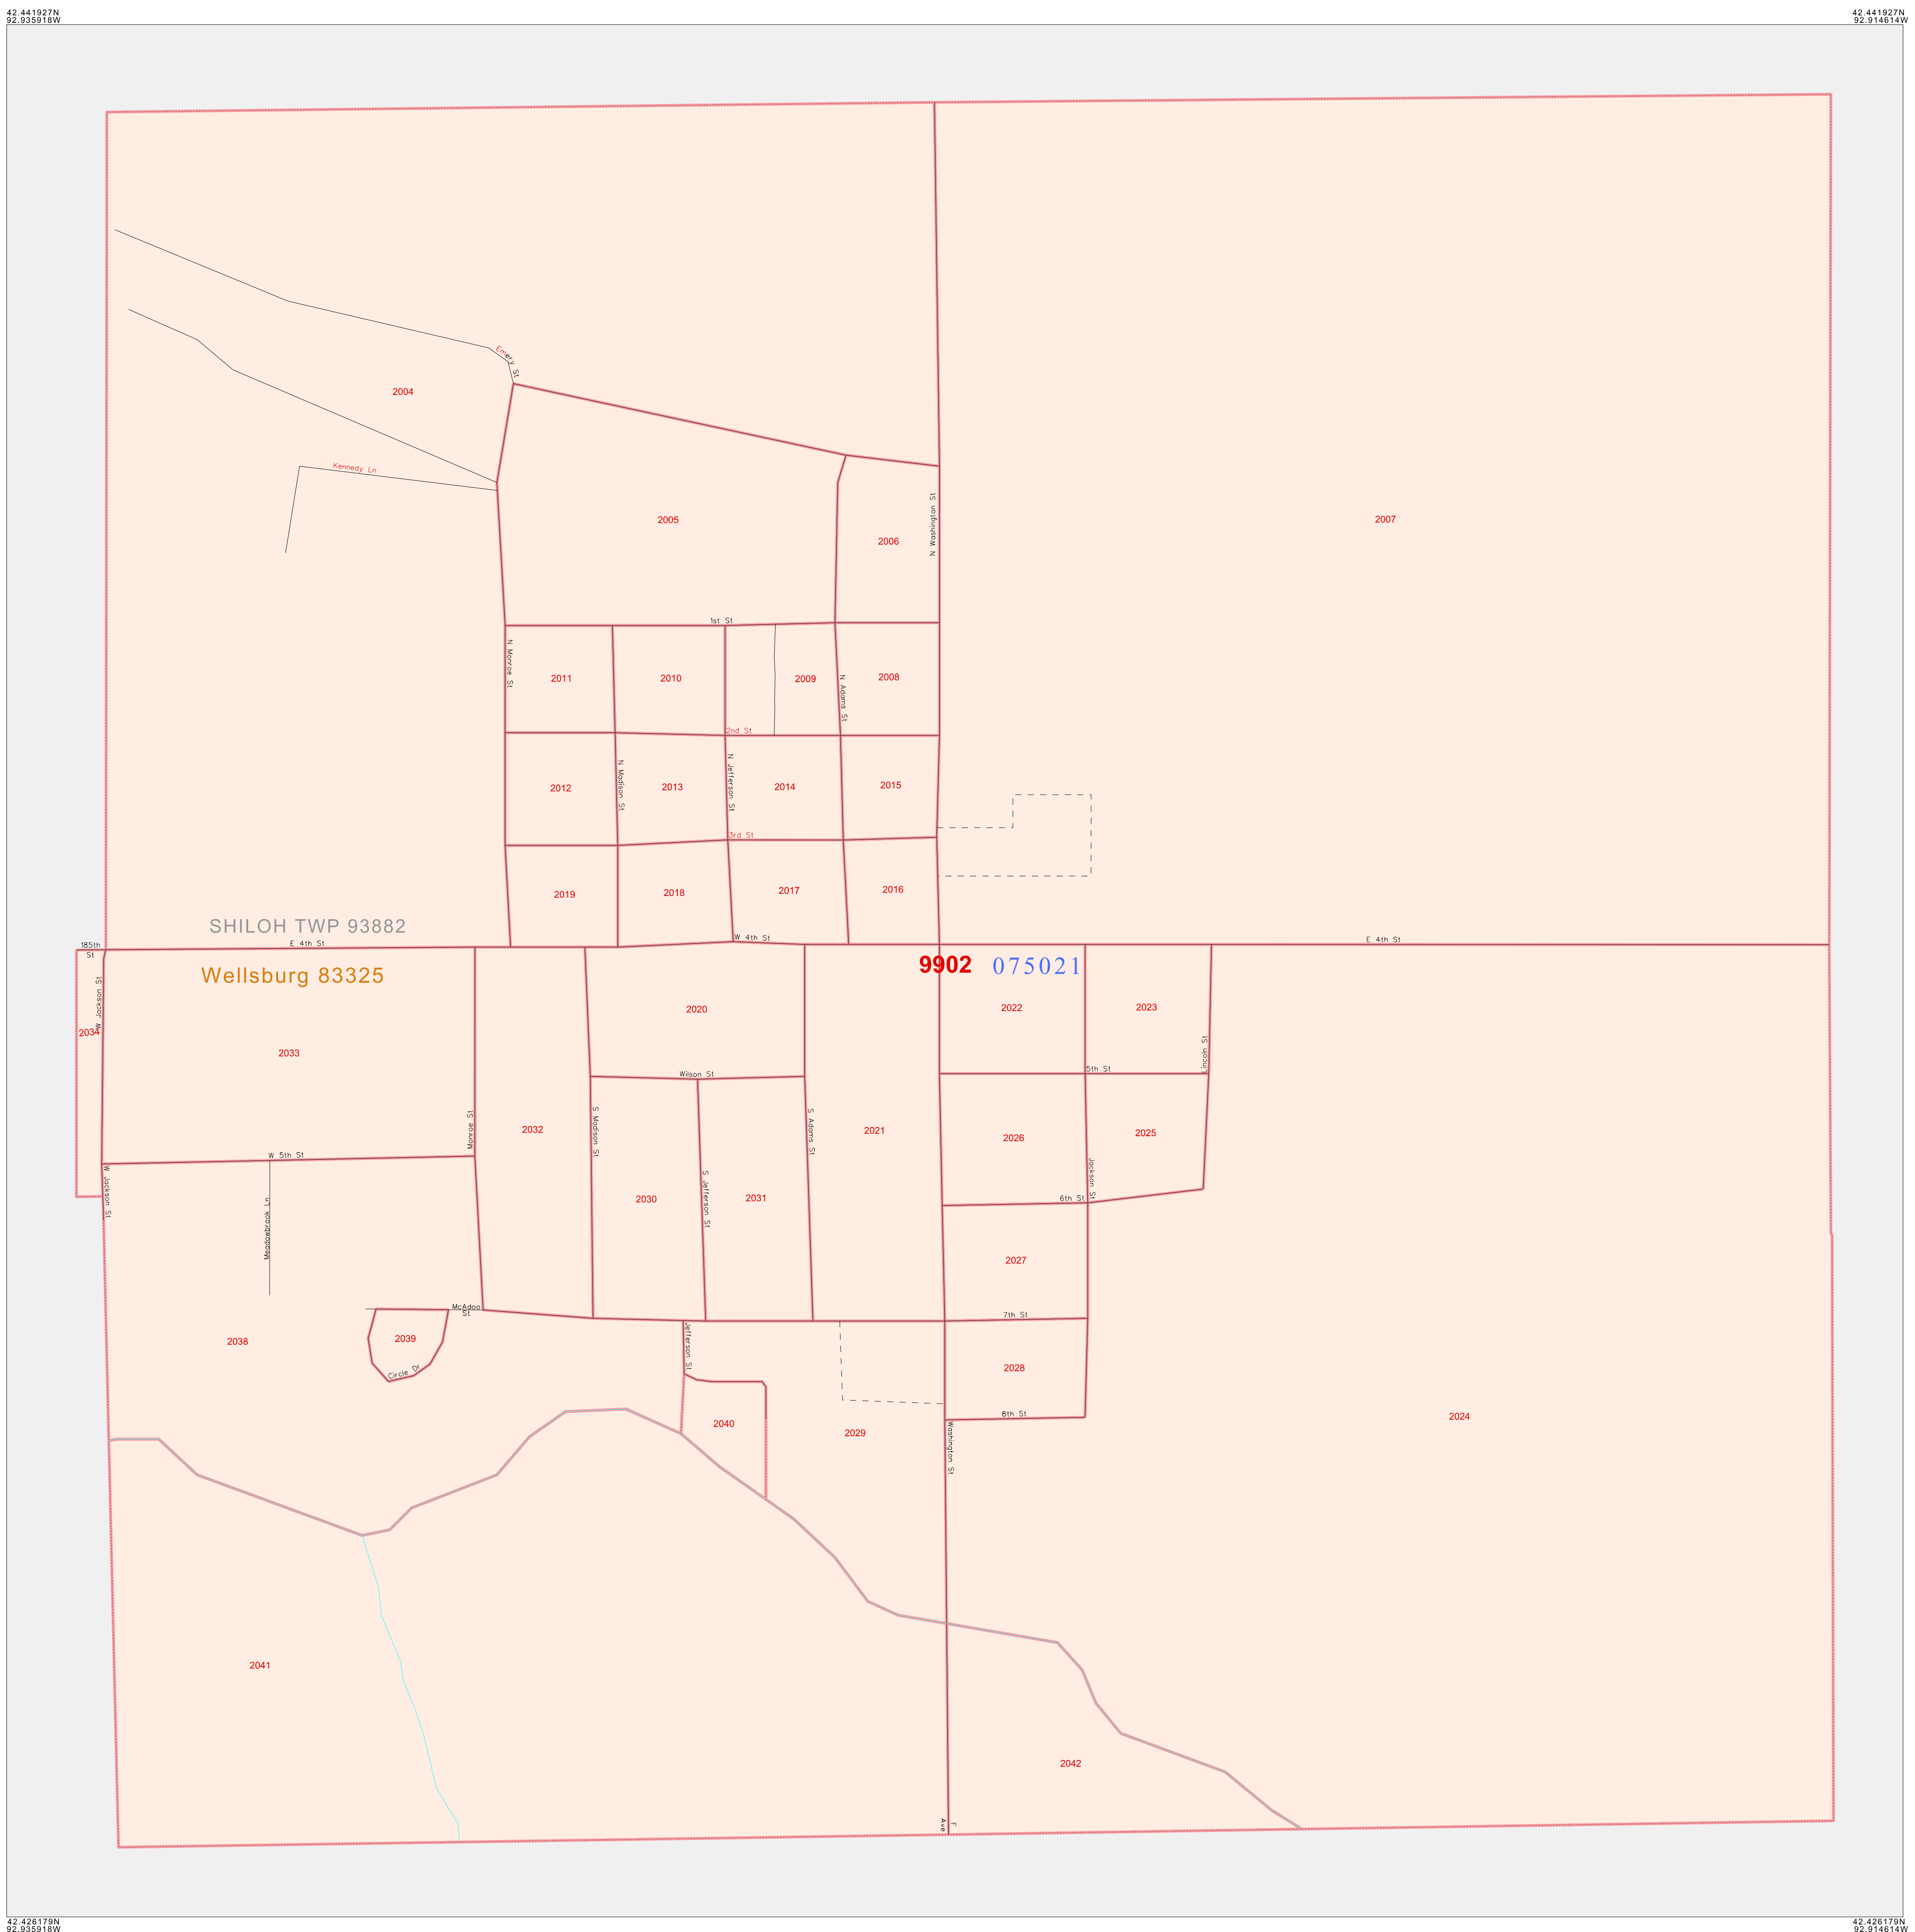 42.441927N
92.935918W
42.441927N
92.914614W
Emery St
2004
Kennedy Ln
2005
2006
N Washington St
2007
1st St
N Monroe St
2011
2010
2009
N Adams St
2008
2nd St
2012
N Madison St
2013
N Jefferson St
2014
2015
3rd St
2019
2018
2017
2016
SHILOH TWP 93882
185th
St
E 4th St
W 4th St
E 4th St
Wellsburg 83325
9902
075021
W Jackson St
2034
2033
2020
2022
2023
Lincoln St
Wilson St
5th St
Monroe St
2032
S Madison St
S Adams St
2021
2026
2025
W 5th St
W Jackson St
Meadowbrook Ln
2030
S Jefferson St
2031
Jackson St
6th St
2027
McAdoo
St
7th St
2038
2039
Circle Dr
Jefferson St
2028
2040
2029
8th St
Washington St
2024
2041
2042
F
Ave
42.426179N
92.935918W
42.426179N
92.914614W